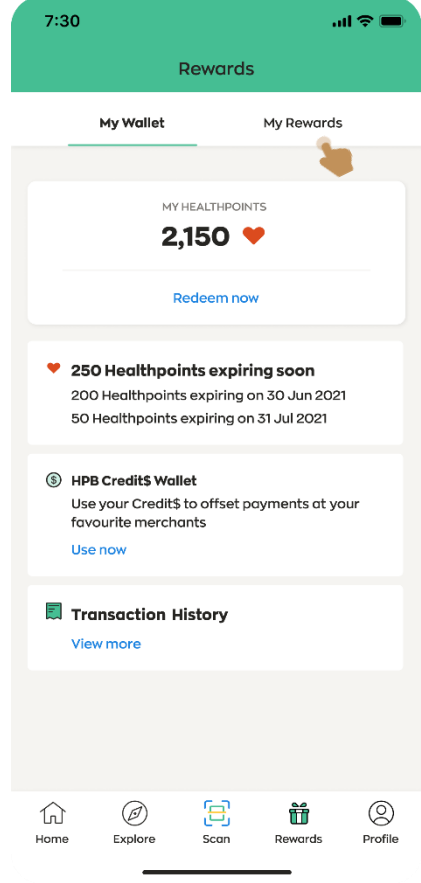 7:30
Rewards
My Wallet
My Rewards
MY HEALTHPOINTS
2,150
Redeem now
250 Healthpoints expiring soon
200 Healthpoints expiring on 30 Jun 2021
50 Healthpoints expiring on 31 Jul 2021
$ HPB Credit$ Wallet
Use your Credit$ to offset payments at your
favourite merchants
Use now
Transaction History
View more
Home Explore Scan Rewards Profile